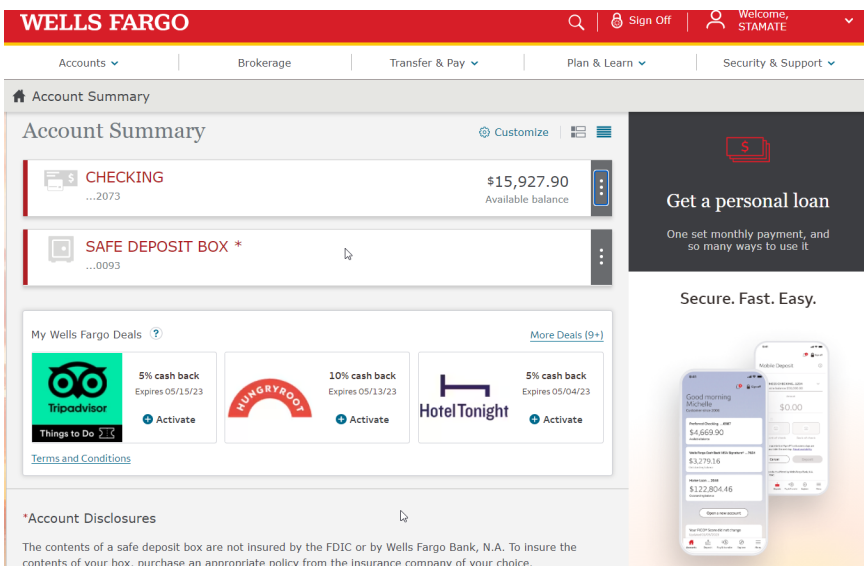 WELLS FARGO
Sign Off
Welcome,
STAMATE
Accounts
Brokerage
Transfer & Pay
Plan & Learn
Security & Support
Account Summary
Account Summary
Customize
CHECKING
...2073
$15,927.90
Available balance
SAFE DEPOSIT BOX *
...0093
My Wells Fargo Deals ?
More Deals (9+)
Tripadvisor
Things to Do
5% cash back
Expires 05/15/23
Activate
HUNGRYROOT
10% cash back
Expires 05/13/23
Activate
HotelTonight
5% cash back
Expires 05/04/23
Activate
Terms and Conditions
*Account Disclosures
The contents of a safe deposit box are not insured by the FDIC or by Wells Fargo Bank, N.A. To insure the
contents of your box, purchase an appropriate policy from the insurance company of your choice.
$
Get a personal loan
One set monthly payment, and
so many ways to use it
Secure. Fast. Easy.
Mobile Deposit
$0.00
Good morning
Michelle
$4,669.90
$3,279.16
$122,804.46
Open a new account